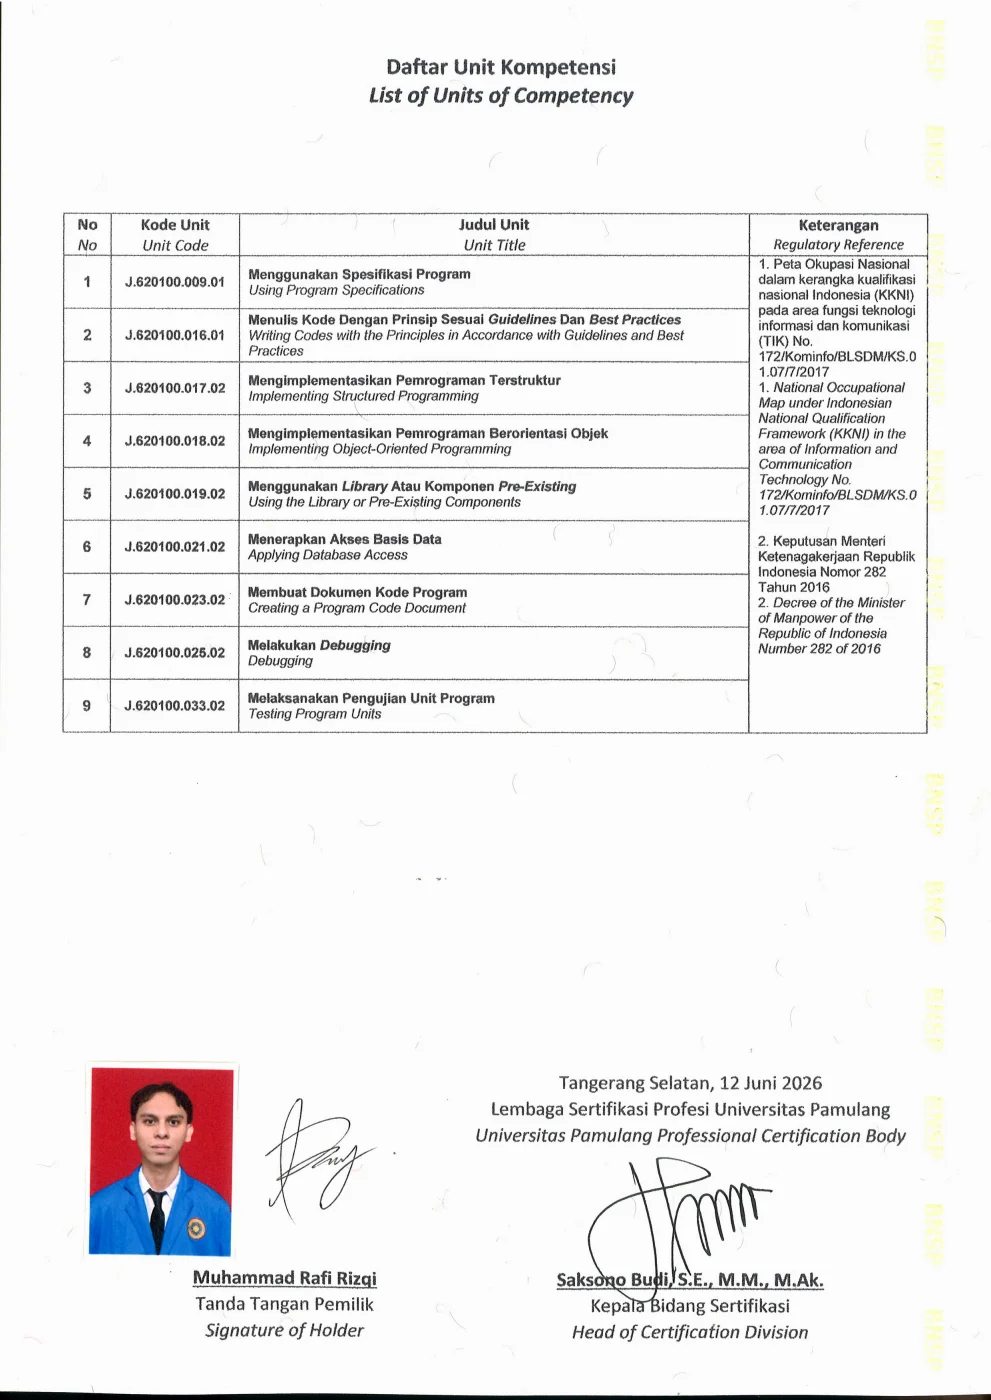 Daftar Unit Kompetensi
List of Units of Competency
No
No
Kode Unit
Unit Code
Judul Unit
Unit Title
Keterangan
Regulatory Reference
1
J.620100.009.01
Menggunakan Spesifikasi Program
Using Program Specifications
2
J.620100.016.01
Menulis Kode Dengan Prinsip Sesuai Guidelines Dan Best Practices
Writing Codes with the Principles in Accordance with Guidelines and Best
Practices
3
J.620100.017.02
Mengimplementasikan Pemrograman Terstruktur
Implementing Structured Programming
4
J.620100.018.02
Mengimplementasikan Pemrograman Berorientasi Objek
Implementing Object-Oriented Programming
5
J.620100.019.02
Menggunakan Library Atau Komponen Pre-Existing
Using the Library or Pre-Existing Components
6
J.620100.021.02
Menerapkan Akses Basis Data
Applying Database Access
7
J.620100.023.02
Membuat Dokumen Kode Program
Creating a Program Code Document
8
J.620100.025.02
Melakukan Debugging
Debugging
9
J.620100.033.02
Melaksanakan Pengujian Unit Program
Testing Program Units
1. Peta Okupasi Nasional
dalam kerangka kualifikasi
nasional Indonesia (KKNI)
pada area fungsi teknologi
informasi dan komunikasi
(TIK) No.
172/Kominfo/BLSDM/KS.0
1.07/7/2017
1. National Occupational
Map under Indonesian
National Qualification
Framework (KKNI) in the
area of Information and
Communication
Technology No.
172/Kominfo/BLSDM/KS.0
1.07/7/2017
2. Keputusan Menteri
Ketenagakerjaan Republik
Indonesia Nomor 282
Tahun 2016
2. Decree of the Minister
of Manpower of the
Republic of Indonesia
Number 282 of 2016
Tangerang Selatan, 12 Juni 2026
Lembaga Sertifikasi Profesi Universitas Pamulang
Universitas Pamulang Professional Certification Body
Muhammad Rafi Rizqi
Tanda Tangan Pemilik
Signature of Holder
Saksono Budi, S.E., M.M., M.Ak.
Kepala Bidang Sertifikasi
Head of Certification Division
BNSP
BNSP
BNSP
BNSP
BNSP
BNSP
BNSP
BNSP
BNSP
BNSP
BNSP
BNSP
BNSP